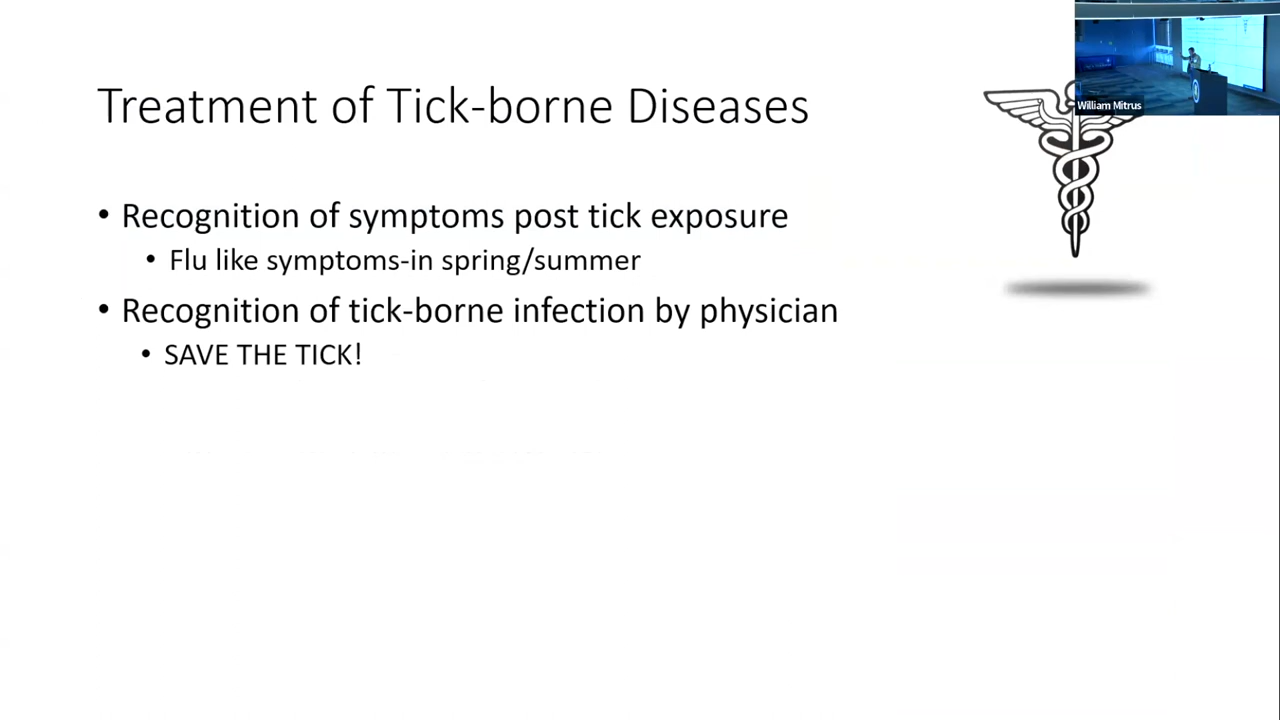 William Mitrus
Treatment of Tick-borne Diseases
• Recognition of symptoms post tick exposure
• Flu like symptoms-in spring/summer
• Recognition of tick-borne infection by physician
• SAVE THE TICK!